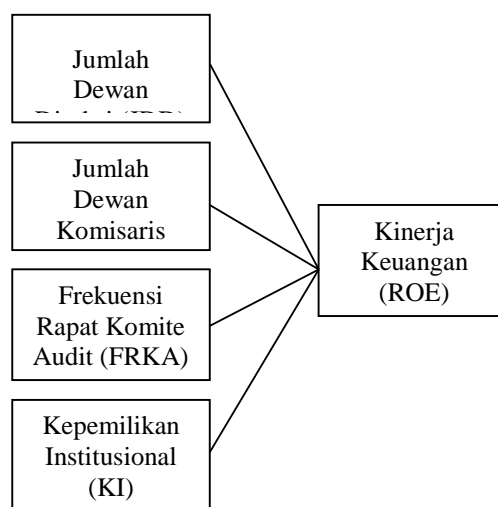 Jumlah
Dewan
Jumlah
Dewan
Komisaris
Frekuensi
Rapat Komite
Audit (FRKA)
Kepemilikan
Institusional
(KI)
Kinerja
Keuangan
(ROE)